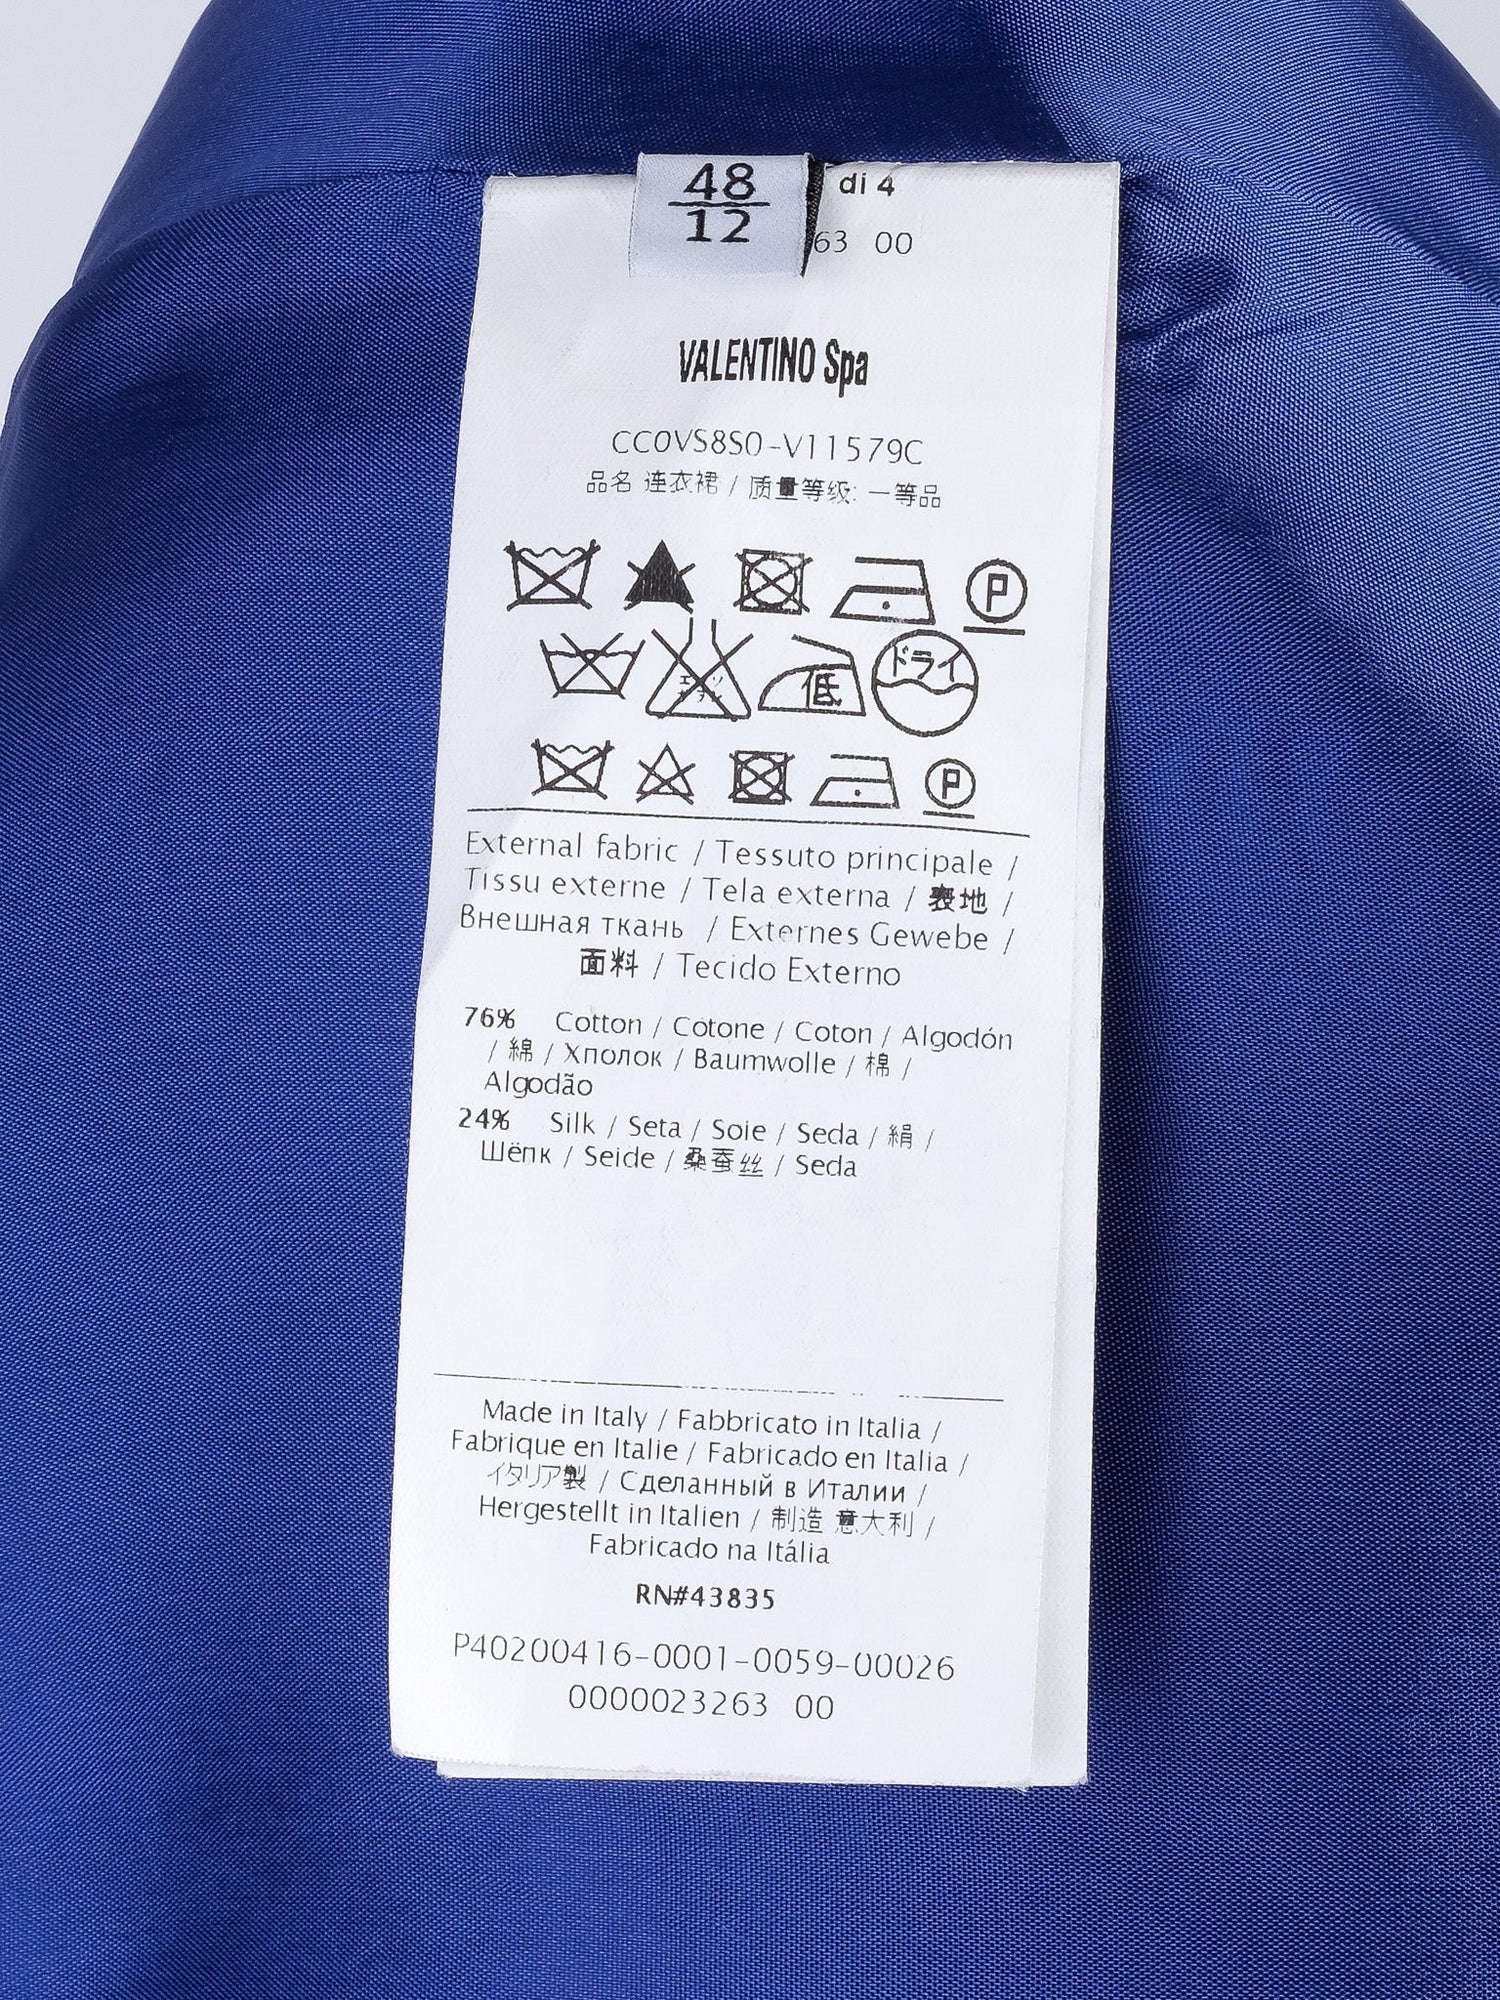 48
12
di 4
63 00
VALENTINO Spa
CC0VS8S0-V11579C
品名 连衣裙 / 质量等级: 一等品
P
低
ドライ
P
External fabric / Tessuto principale /
Tissu externe / Tela externa / 表地 /
Внешная ткань / Externes Gewebe /
面料 / Tecido Externo
76% Cotton / Cotone / Coton / Algodón
/ 綿 / Хлопок / Baumwolle / 棉 /
Algodão
24% Silk / Seta / Soie / Seda / 絹 /
Шёлк / Seide / 桑蚕丝 / Seda
Made in Italy / Fabbricato in Italia /
Fabrique en Italie / Fabricado en Italia /
イタリア製 / Сделанный в Италии /
Hergestellt in Italien / 制造 意大利 /
Fabricado na Itália
RN#43835
P40200416-0001-0059-00026
0000023263 00